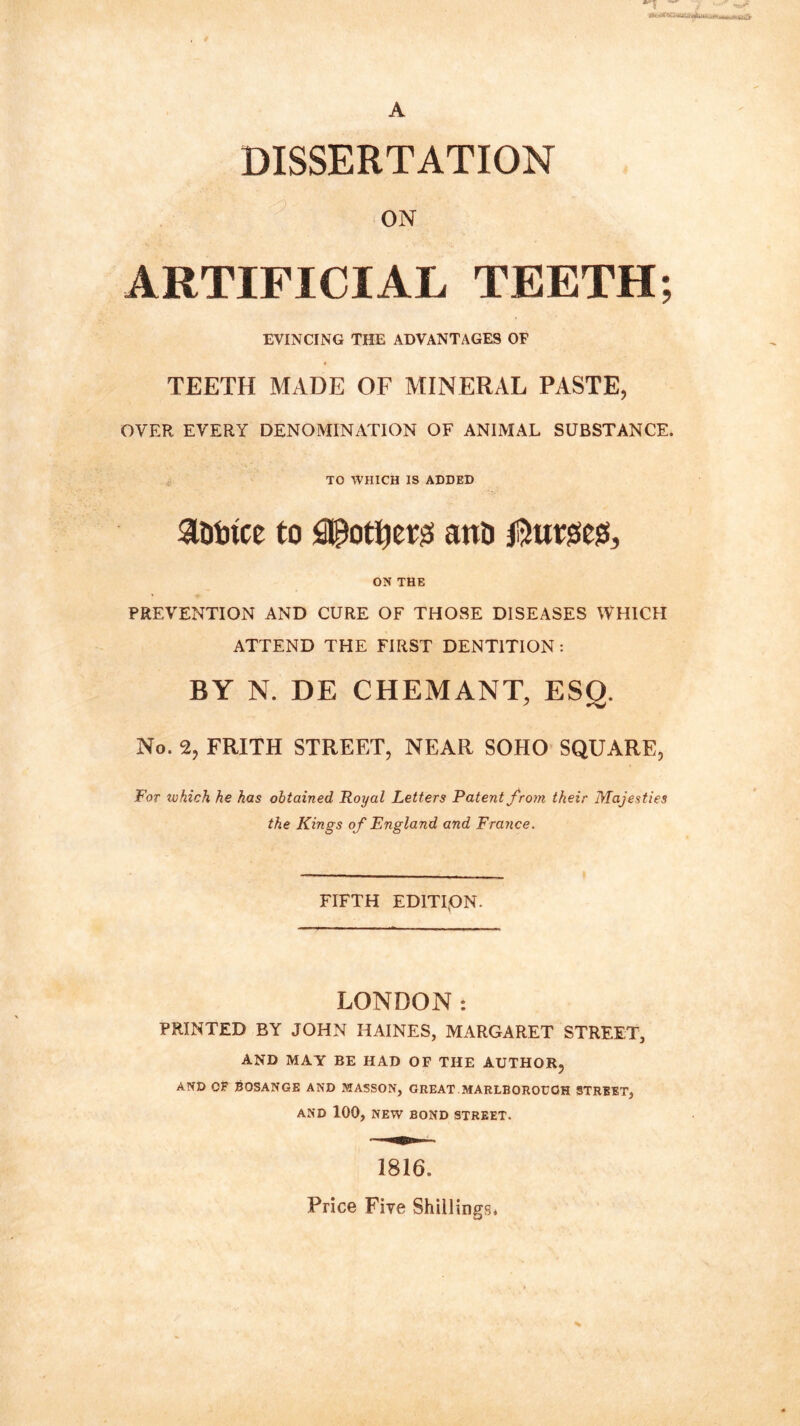 A
DISSERTATION
ON
ARTIFICIAL TEETH;
EVINCING THE ADVANTAGES OF
TEETH MADE OF MINERAL PASTE,
OVER EVERY DENOMINATION OF ANIMAL SUBSTANCE.
TO WHICH IS ADDED
Advice to Mothers and Nurses,
ON THE
PREVENTION AND CURE OF THOSE DISEASES WHICH
ATTEND THE FIRST DENTITION:
BY N. DE CHEMANT, ESQ.
No. 2, FRITH STREET, NEAR SOHO SQUARE,
For which he has obtained Royal Letters Patent from their Majesties
the Kings of England and France.
FIFTH EDITION.
LONDON:
PRINTED BY JOHN HAINES, MARGARET STREET,
AND MAY BE HAD OF THE AUTHOR,
AND OF BOSANGE AND MASSON, GREAT MARLBOROUGH STREET,
AND 100, NEW BOND STREET.
1816.
Price Five Shillings.